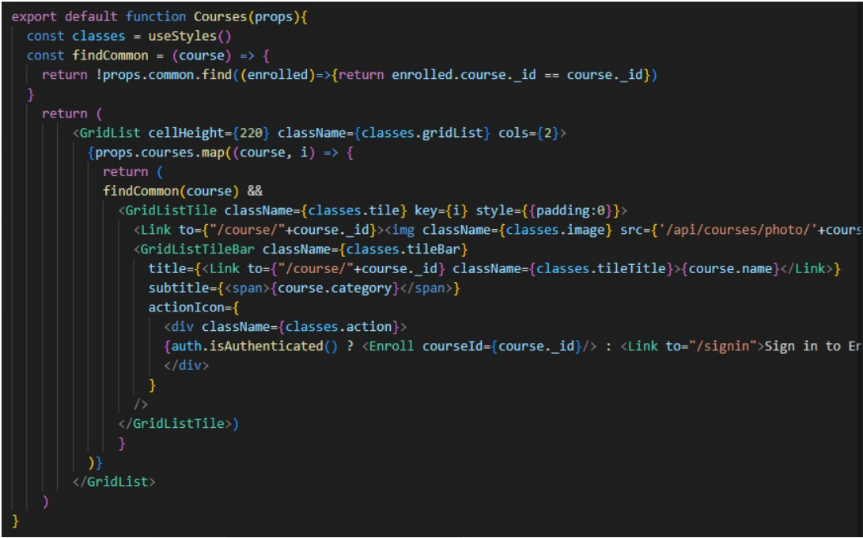 export default function Courses(props){
const classes = useStyles()
const findCommon = (course) => {
return !props.common.find((enrolled)=>{return enrolled.course._id == course._id})
}
return (
<GridList cellHeight={220} className={classes.gridList} cols={2}>
{props.courses.map((course, i) => {
return (
findCommon(course) &&
<GridListTile className={classes.tile} key={i} style={{padding:0}}>
<Link to={"/course/"+course._id}><img className={classes.image} src={'/api/courses/photo/'+cours
<GridListTileBar className={classes.tileBar}
title={<Link to={"/course/"+course._id} className={classes.tileTitle}>{course.name}</Link>}
subtitle={<span>{course.category}</span>}
actionIcon={
<div className={classes.action}>
{auth.isAuthenticated() ? <Enroll courseId={course._id}/> : <Link to="/signin">Sign in to En
</div>
}
/>
</GridListTile>)
}
)}
</GridList>
)
}